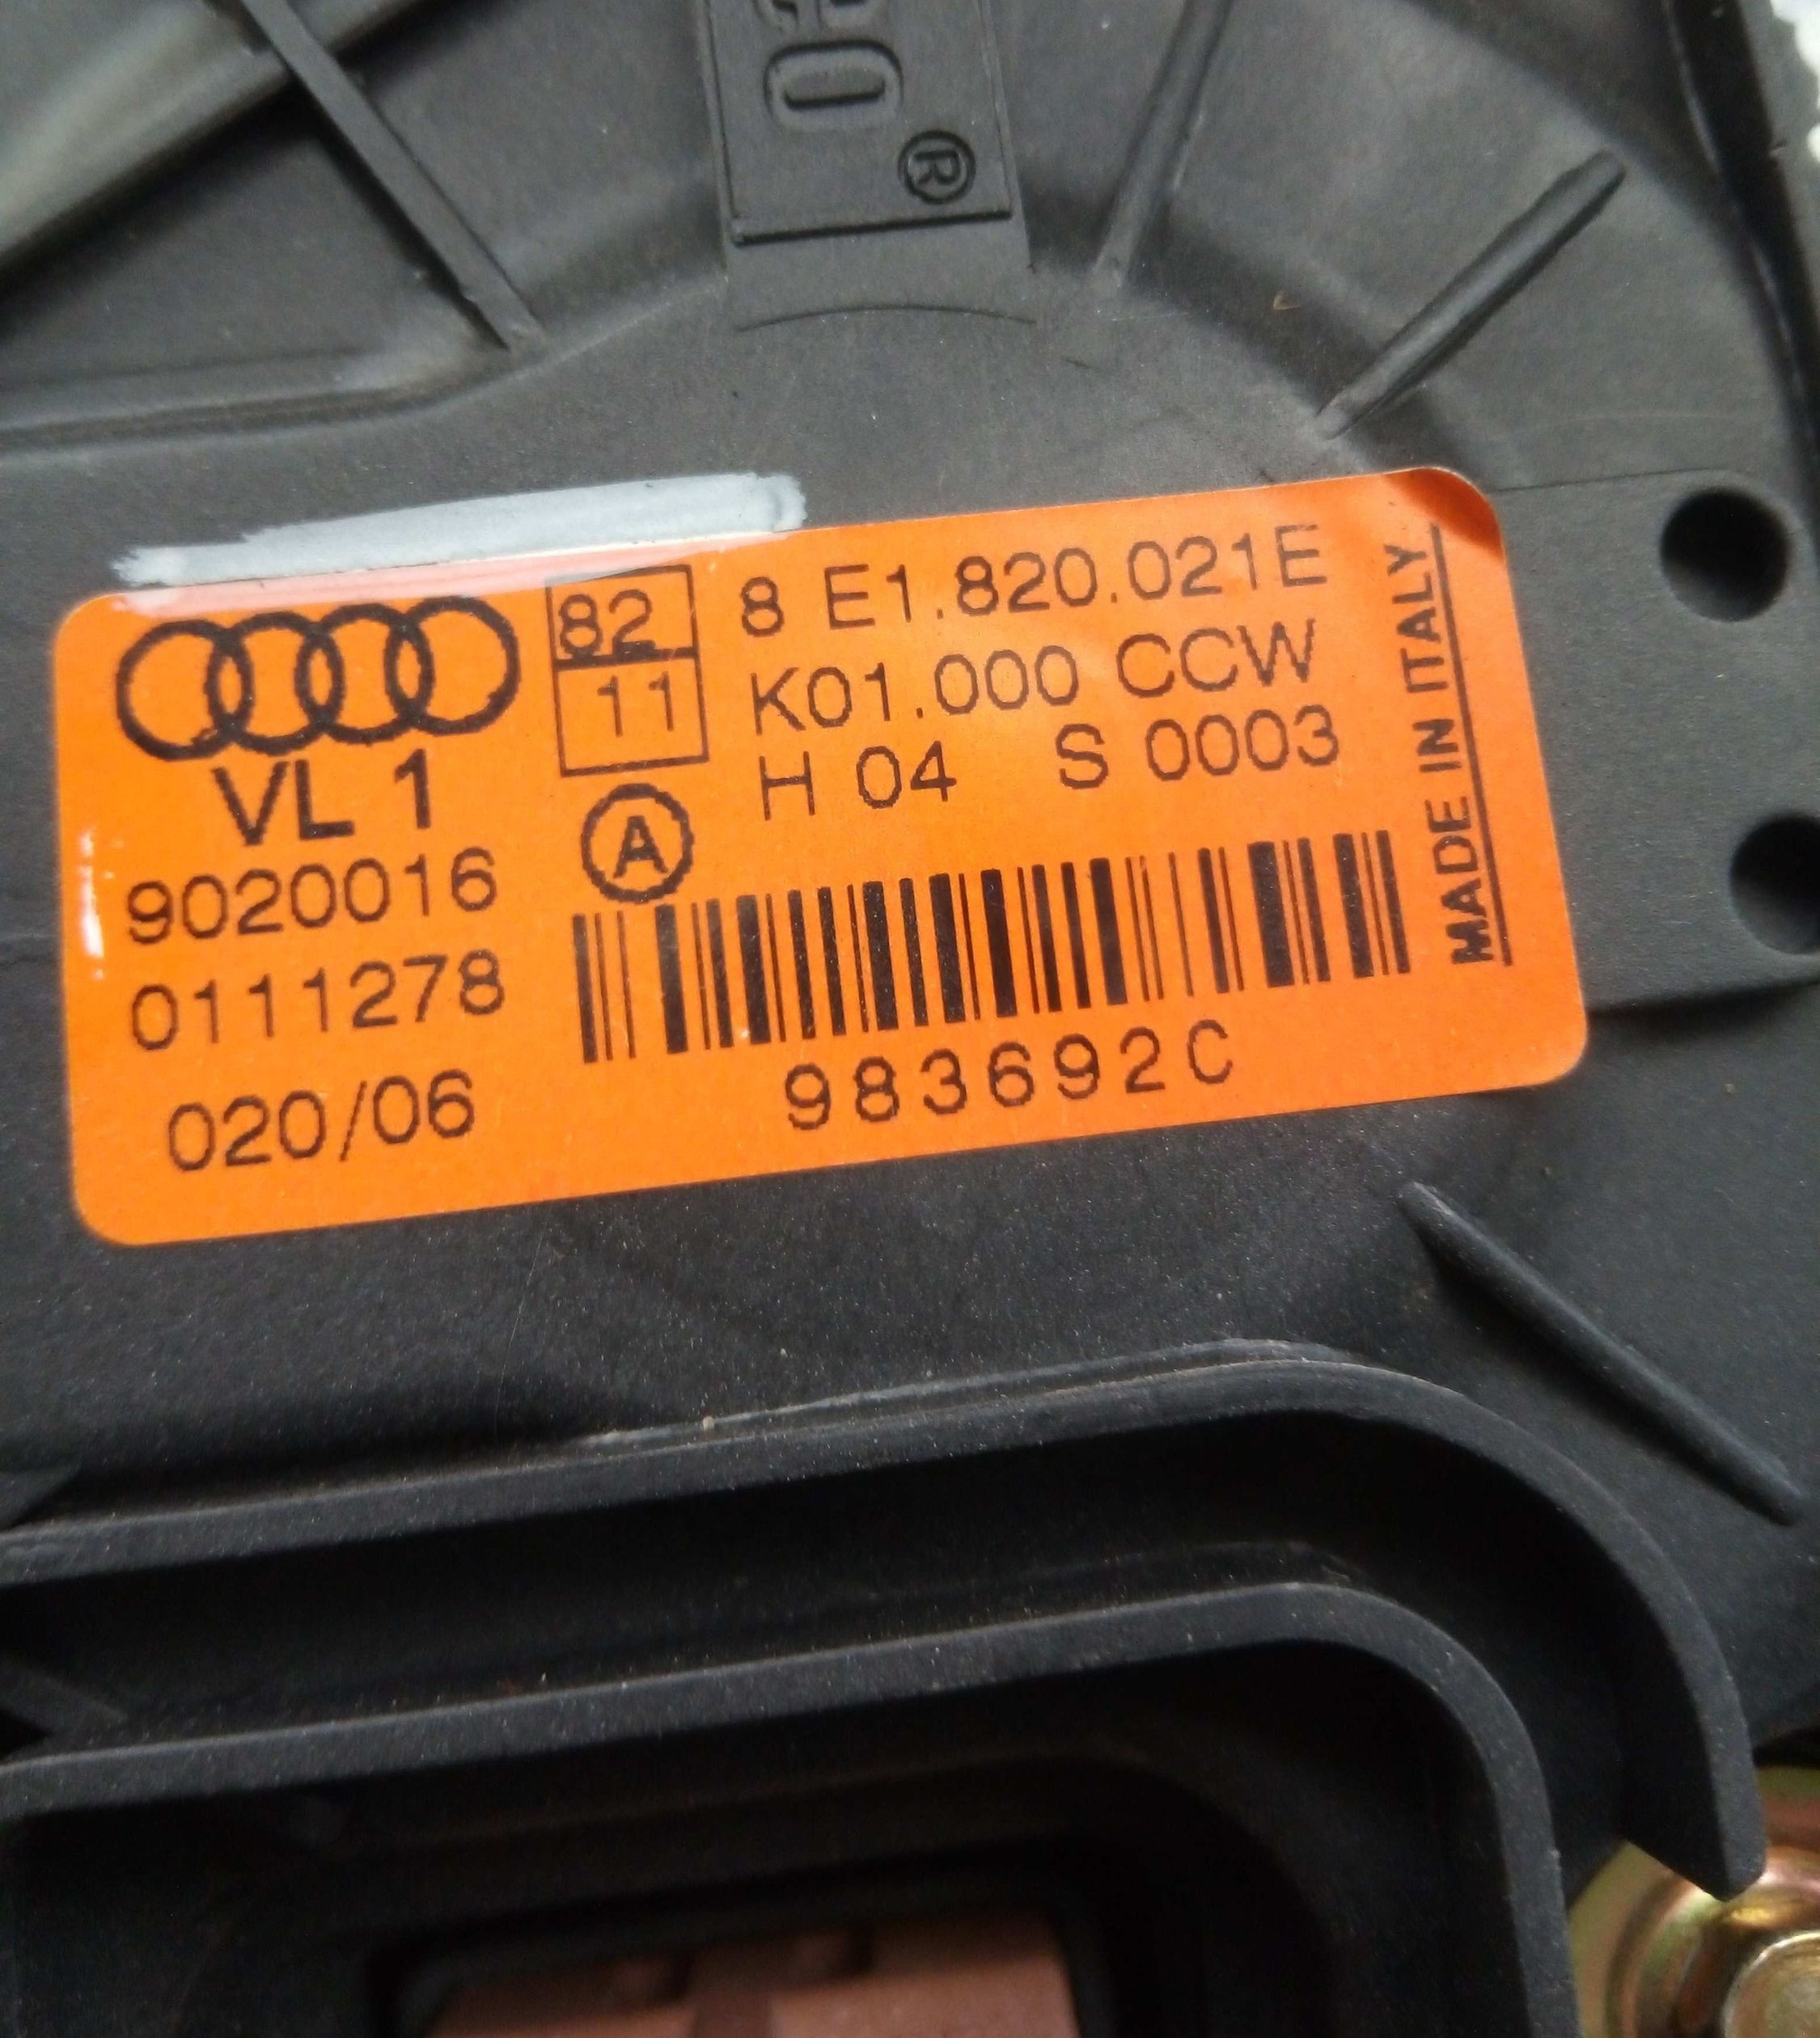 ®
82
11
8 E1.820.021E
K01.000 CCW
H 04 S 0003
A
VL 1
9020016
0111278
020/06
983692C
MADE IN ITALY